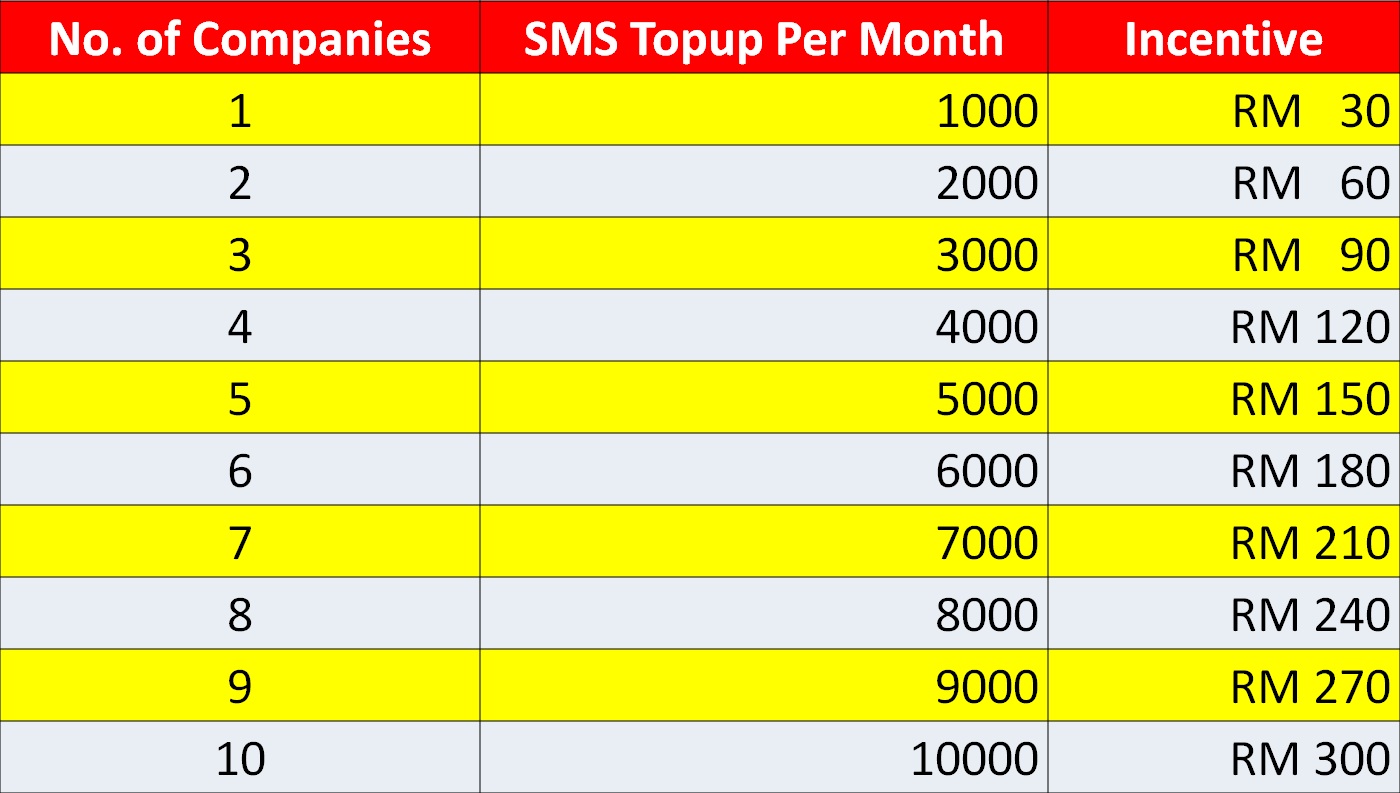 No. of Companies SMS Topup Per Month Incentive
1 1000 RM 30
2 2000 RM 60
3 3000 RM 90
4 4000 RM 120
5 5000 RM 150
6 6000 RM 180
7 7000 RM 210
8 8000 RM 240
9 9000 RM 270
10 10000 RM 300